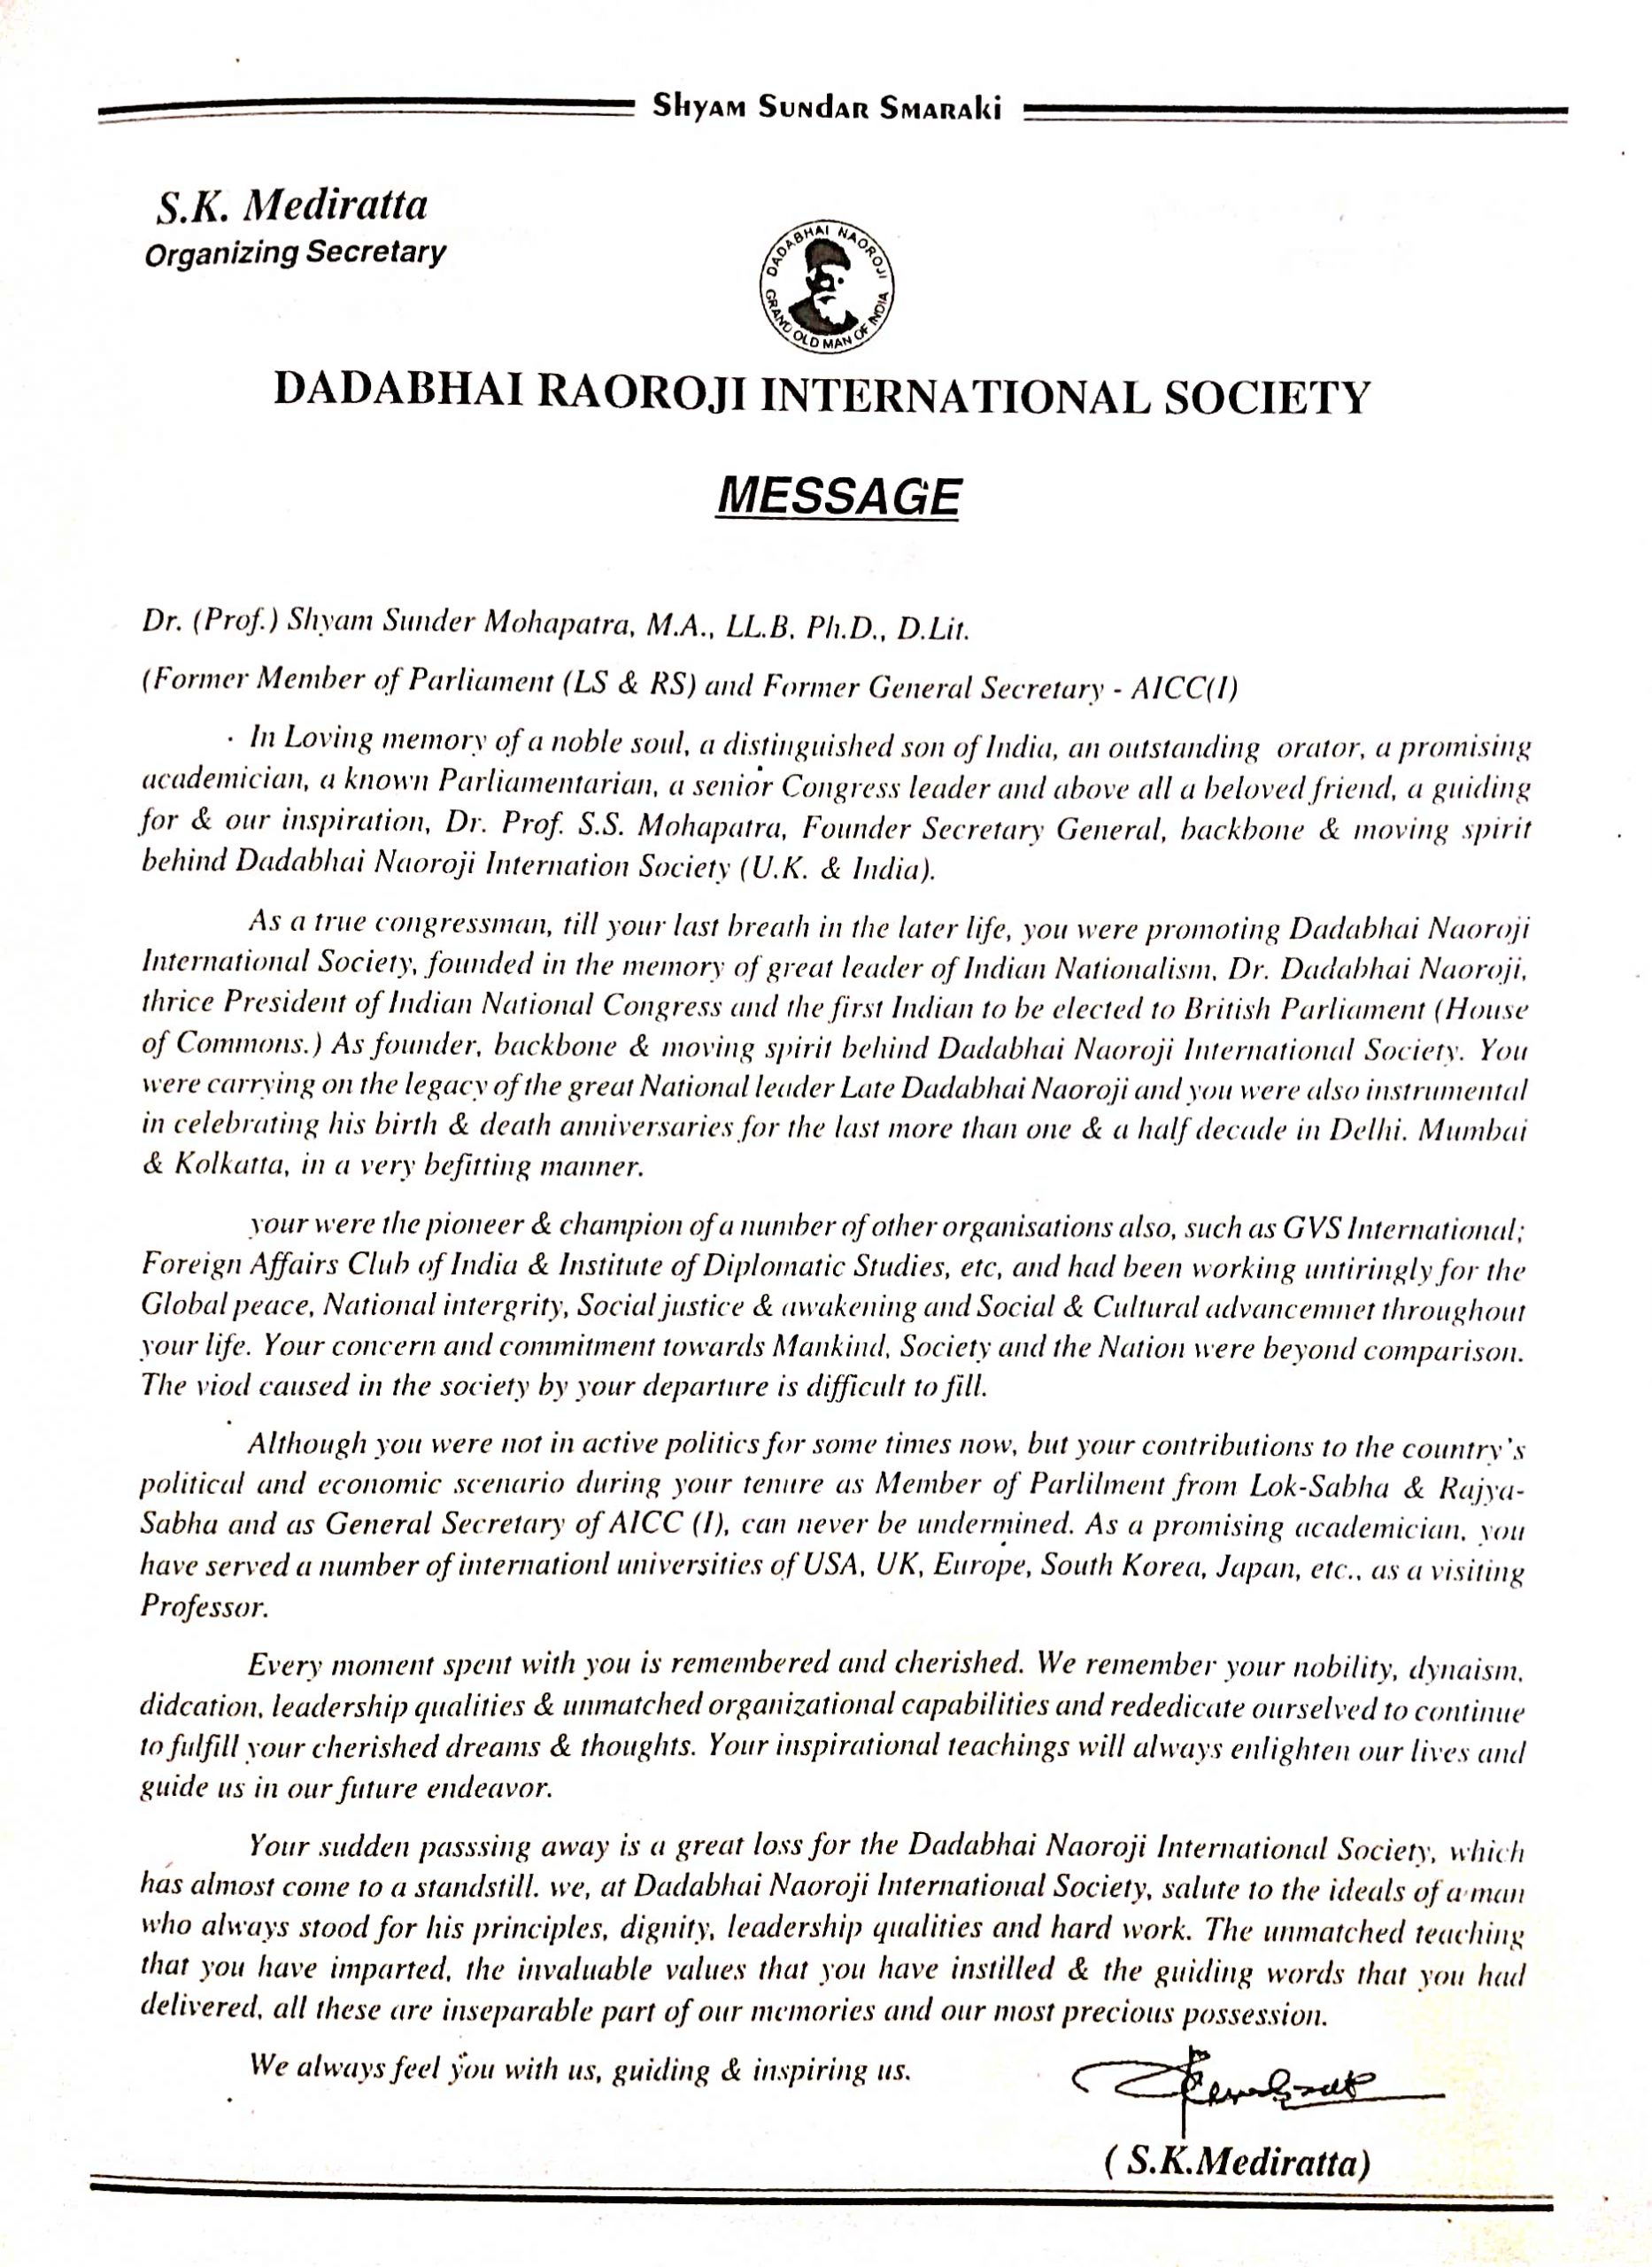 Shyam Sundar Smaraki
S.K. Mediratta
Organizing Secretary
DADABHAI NAOROJI
GRAND OLD MAN OF INDIA
DADABHAI RAOROJI INTERNATIONAL SOCIETY
MESSAGE
Dr. (Prof.) Shyam Sunder Mohapatra, M.A., LL.B. Ph.D., D.Lit.
(Former Member of Parliament (LS & RS) and Former General Secretary - AICC(I)
In Loving memory of a noble soul, a distinguished son of India, an outstanding orator, a promising
academician, a known Parliamentarian, a senior Congress leader and above all a beloved friend, a guiding
for & our inspiration, Dr. Prof. S.S. Mohapatra, Founder Secretary General, backbone & moving spirit
behind Dadabhai Naoroji Internation Society (U.K. & India).
As a true congressman, till your last breath in the later life, you were promoting Dadabhai Naoroji
International Society, founded in the memory of great leader of Indian Nationalism, Dr. Dadabhai Naoroji,
thrice President of Indian National Congress and the first Indian to be elected to British Parliament (House
of Commons.) As founder, backbone & moving spirit behind Dadabhai Naoroji International Society. You
were carrying on the legacy of the great National leader Late Dadabhai Naoroji and you were also instrumental
in celebrating his birth & death anniversaries for the last more than one & a half decade in Delhi. Mumbai
& Kolkatta, in a very befitting manner.
your were the pioneer & champion of a number of other organisations also, such as GVS International;
Foreign Affairs Club of India & Institute of Diplomatic Studies, etc, and had been working untiringly for the
Global peace, National intergrity, Social justice & awakening and Social & Cultural advancemnet throughout
your life. Your concern and commitment towards Mankind, Society and the Nation were beyond comparison.
The viod caused in the society by your departure is difficult to fill.
Although you were not in active politics for some times now, but your contributions to the country's
political and economic scenario during your tenure as Member of Parlilment from Lok-Sabha & Rajya-
Sabha and as General Secretary of AICC (I), can never be undermined. As a promising academician, you
have served a number of internationl universities of USA, UK, Europe, South Korea, Japan, etc., as a visiting
Professor.
Every moment spent with you is remembered and cherished. We remember your nobility, dynaism,
didcation, leadership qualities & unmatched organizational capabilities and rededicate ourselved to continue
to fulfill your cherished dreams & thoughts. Your inspirational teachings will always enlighten our lives and
guide us in our future endeavor.
Your sudden passsing away is a great loss for the Dadabhai Naoroji International Society, which
has almost come to a standstill. we, at Dadabhai Naoroji International Society, salute to the ideals of a man
who always stood for his principles, dignity, leadership qualities and hard work. The unmatched teaching
that you have imparted, the invaluable values that you have instilled & the guiding words that you had
delivered, all these are inseparable part of our memories and our most precious possession.
We always feel you with us, guiding & inspiring us.
( S.K.Mediratta)